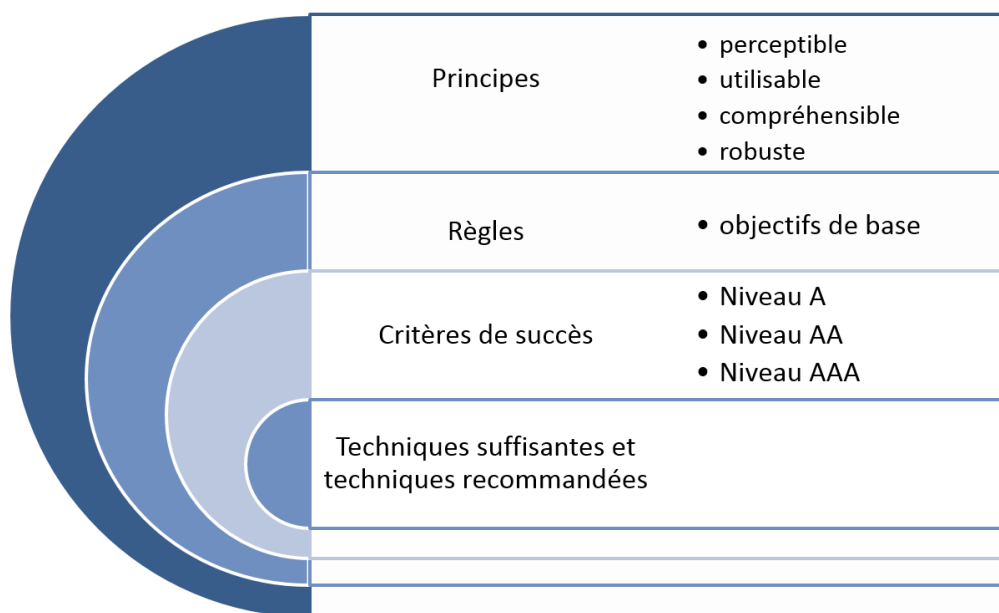 Principes
• perceptible
• utilisable
• compréhensible
• robuste
Règles
• objectifs de base
Critères de succès
• Niveau A
• Niveau AA
• Niveau AAA
Techniques suffisantes et
techniques recommandées